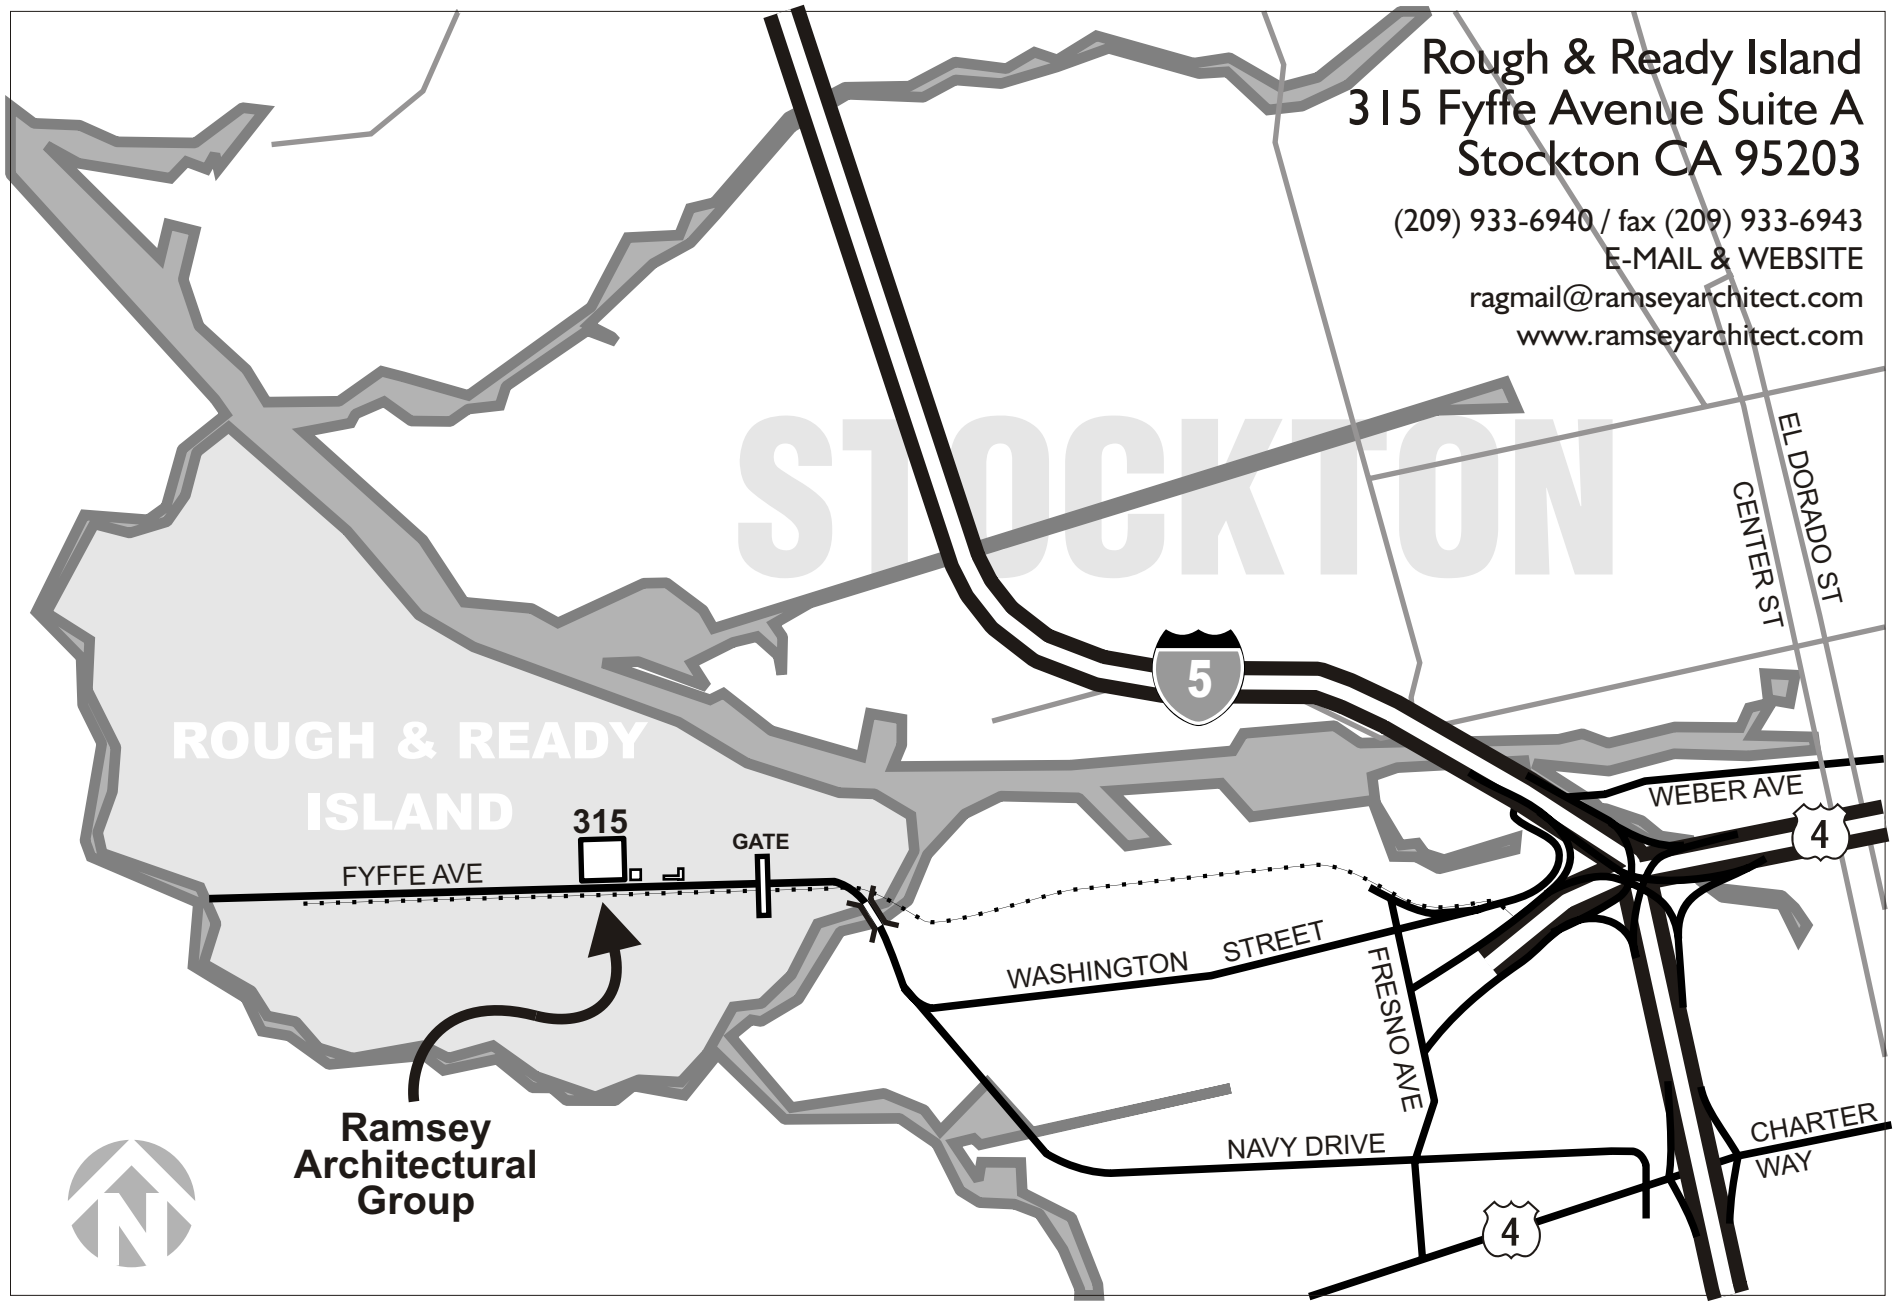 Rough & Ready Island
315 Fyffe Avenue Suite A
Stockton CA 95203
(209) 933-6940 / fax (209) 933-6943
E-MAIL & WEBSITE
ragmail@ramseyarchitect.com
www.ramseyarchitect.com
STOCKTON
EL DORADO ST
CENTER ST
5
ROUGH & READY
ISLAND
315
GATE
FYFFE AVE
WEBER AVE
4
WASHINGTON STREET
FRESNO AVE
Ramsey
Architectural
Group
NAVY DRIVE
CHARTER
WAY
4
N